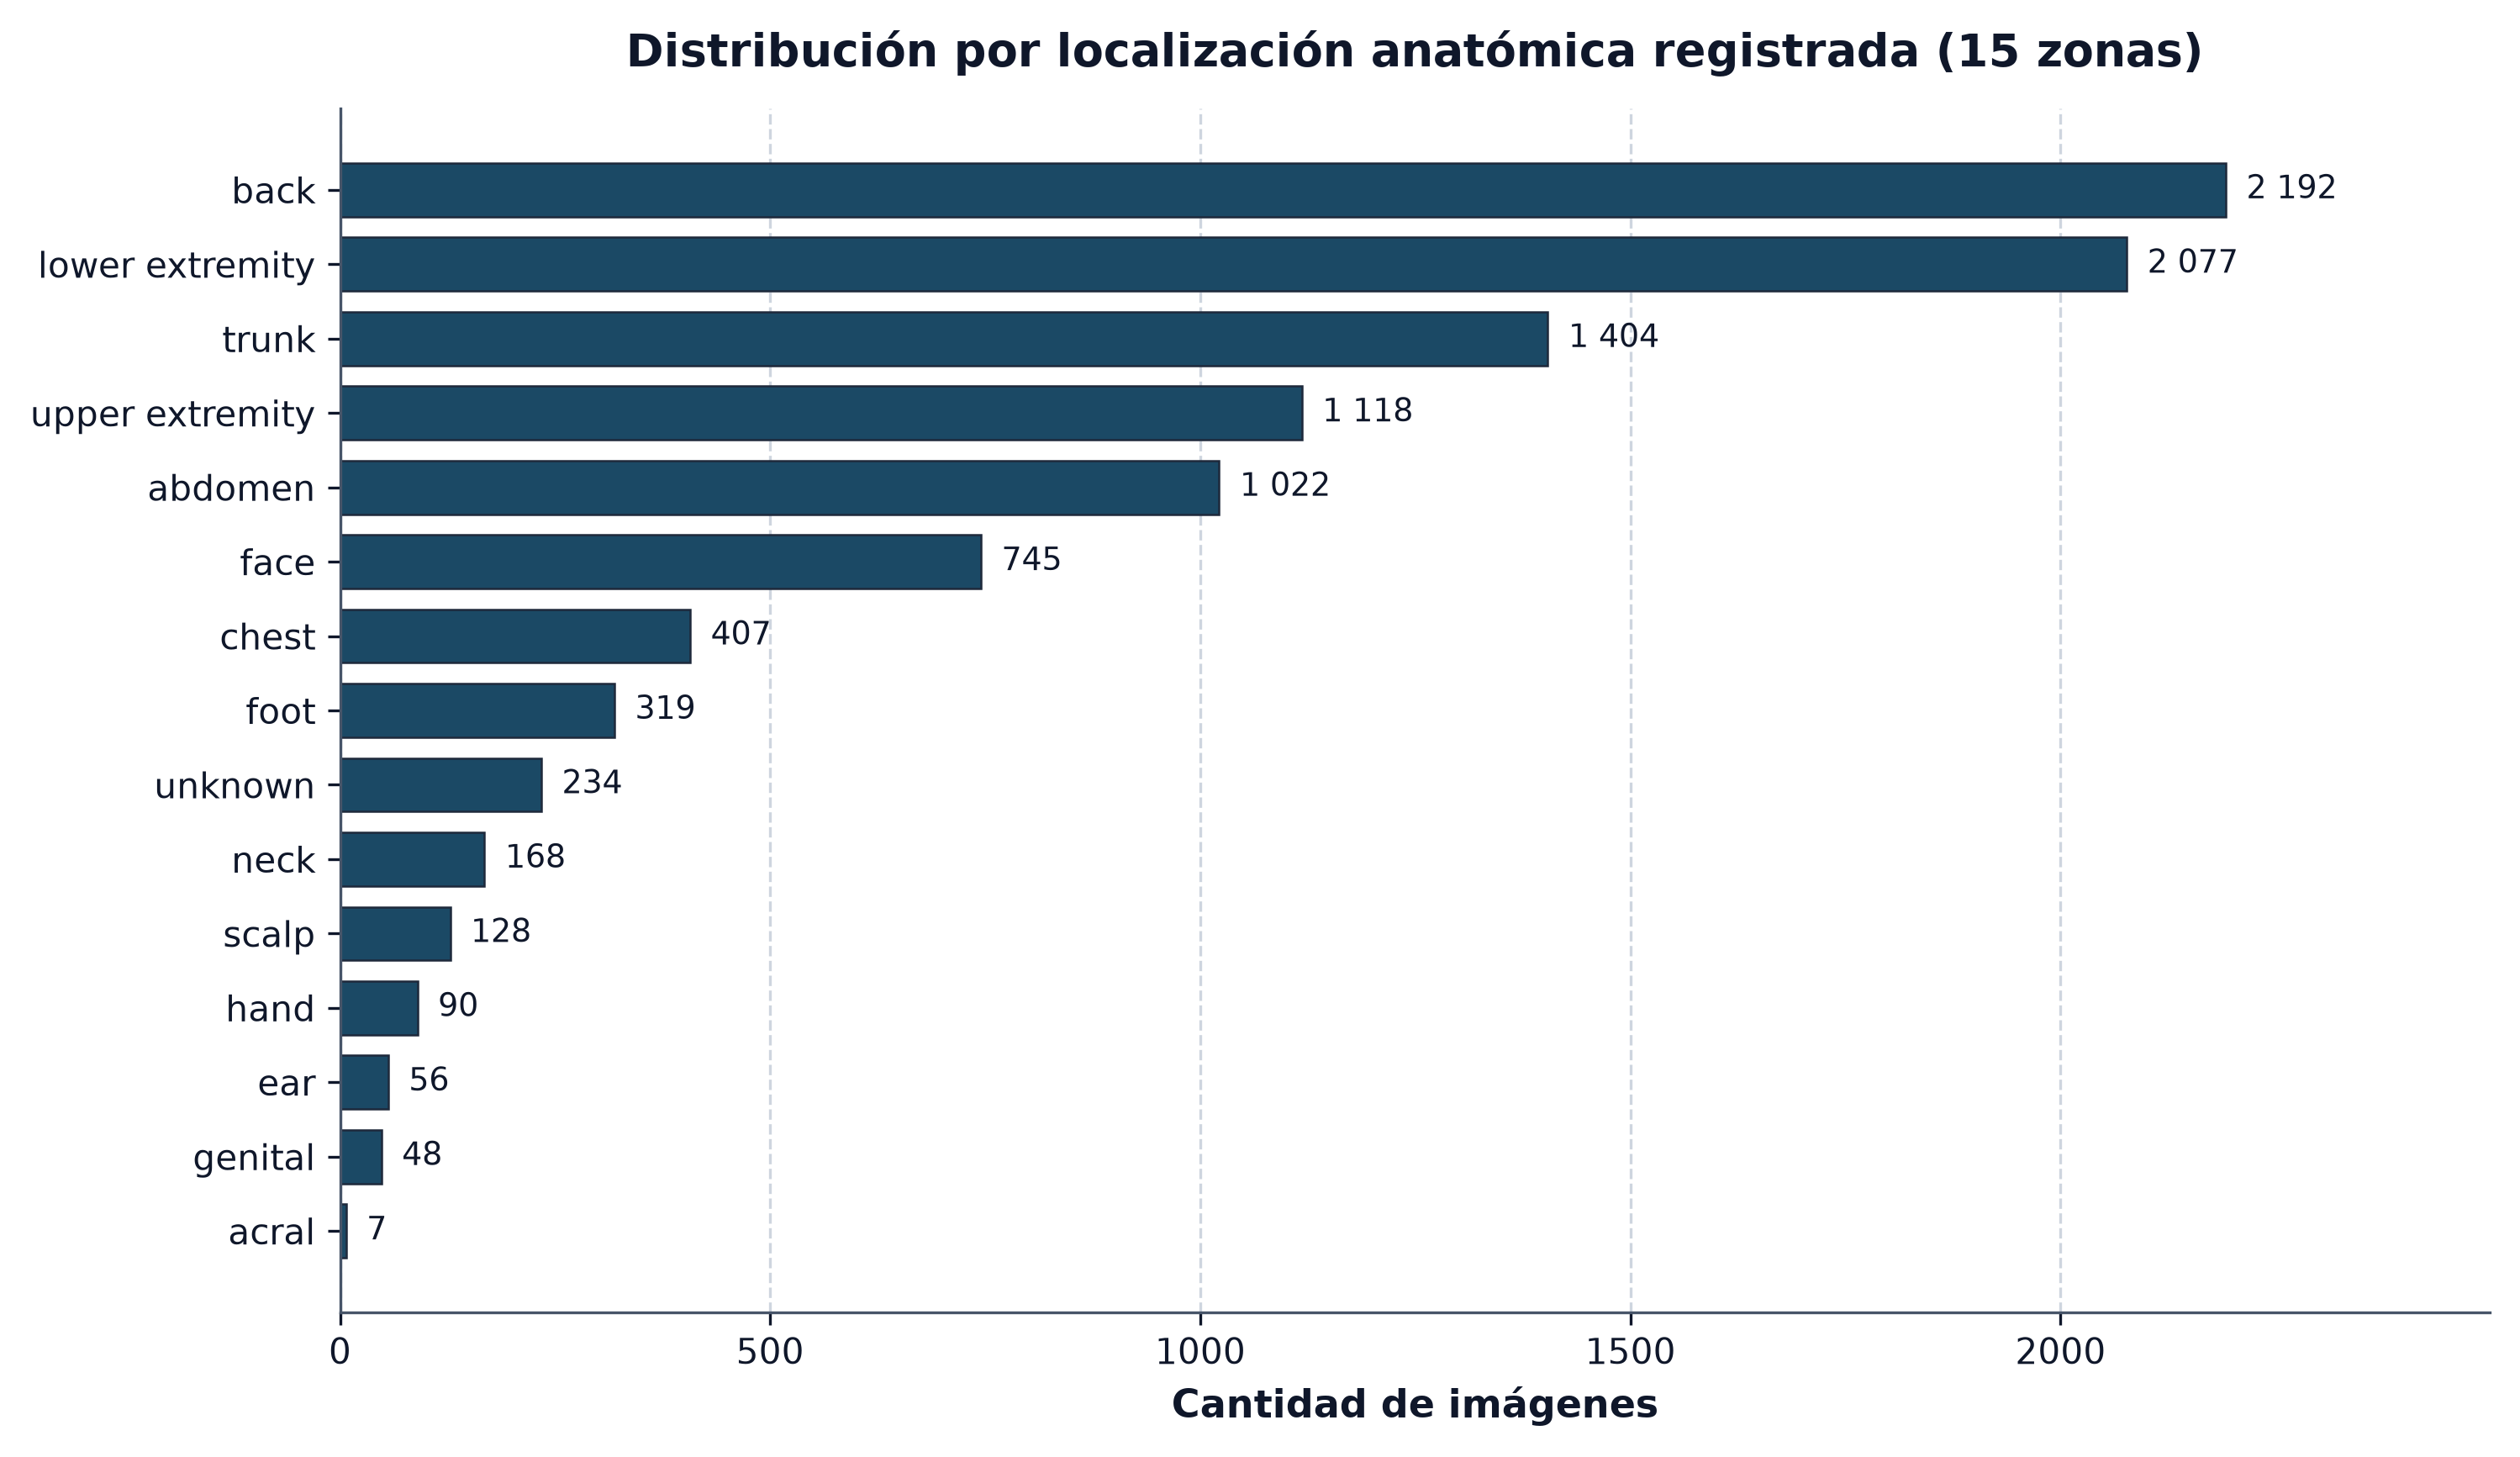 Distribución por localización anatómica registrada (15 zonas)
back 2 192
lower extremity 2 077
trunk 1 404
upper extremity 1 118
abdomen 1 022
face 745
chest 407
foot 319
unknown 234
neck 168
scalp 128
hand 90
ear 56
genital 48
acral 7
0 500 1000 1500 2000
Cantidad de imágenes